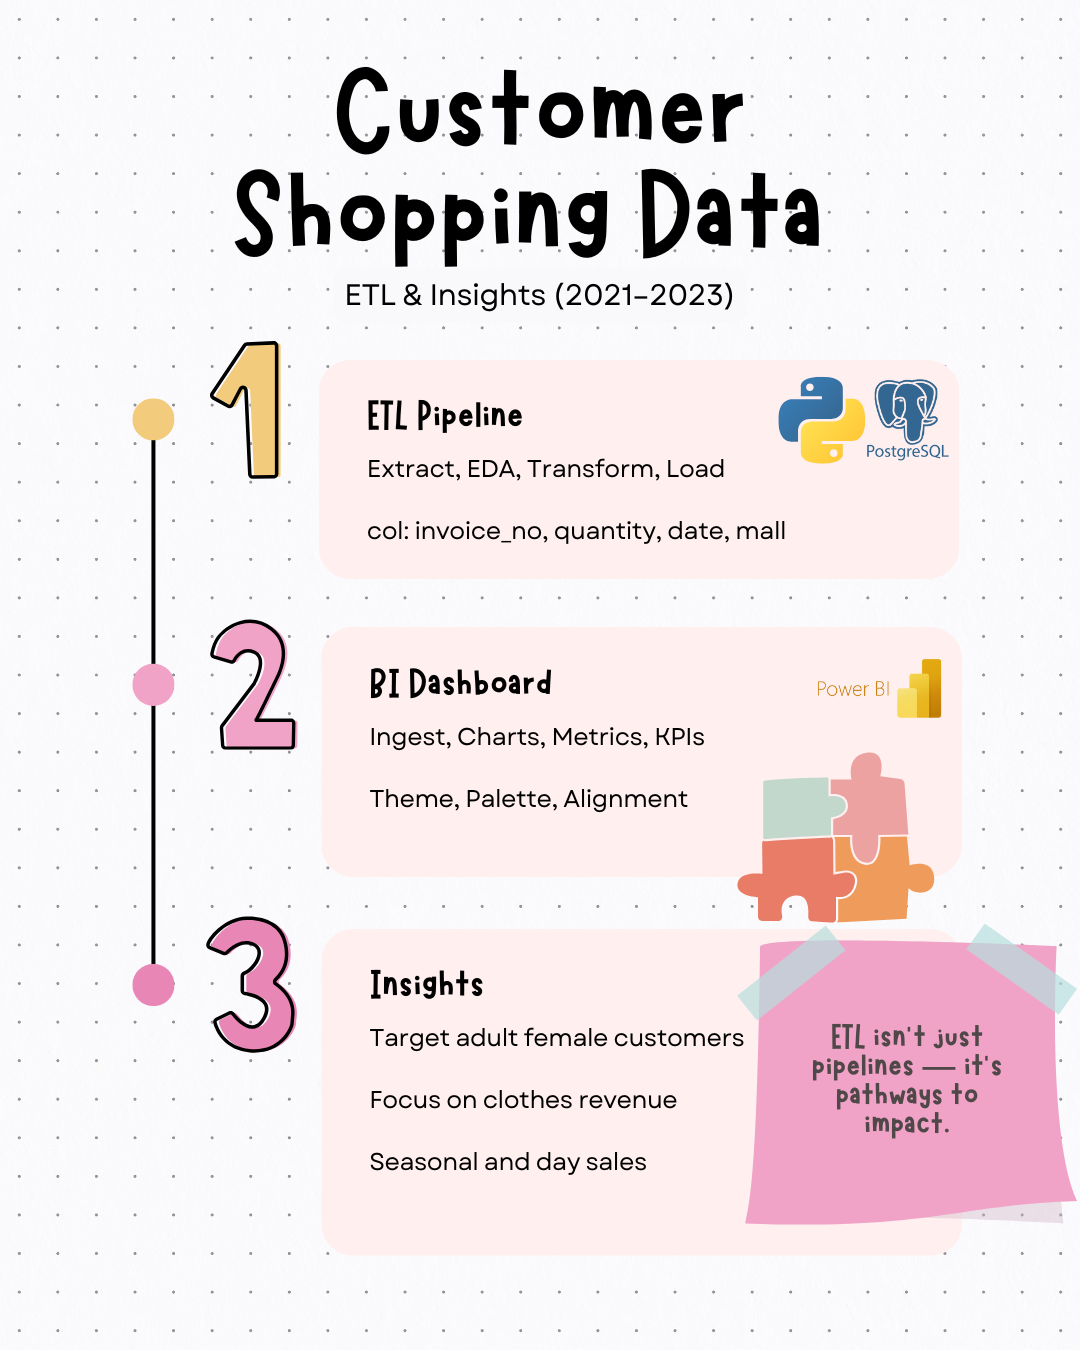 Customer
Shopping Data
ETL & Insights (2021–2023)
1
ETL Pipeline
PostgreSQL
Extract, EDA, Transform, Load
col: invoice_no, quantity, date, mall
2
BI Dashboard
Power BI
Ingest, Charts, Metrics, KPIs
Theme, Palette, Alignment
3
Insights
Target adult female customers
Focus on clothes revenue
Seasonal and day sales
ETL isn't just
pipelines — it's
pathways to
impact.